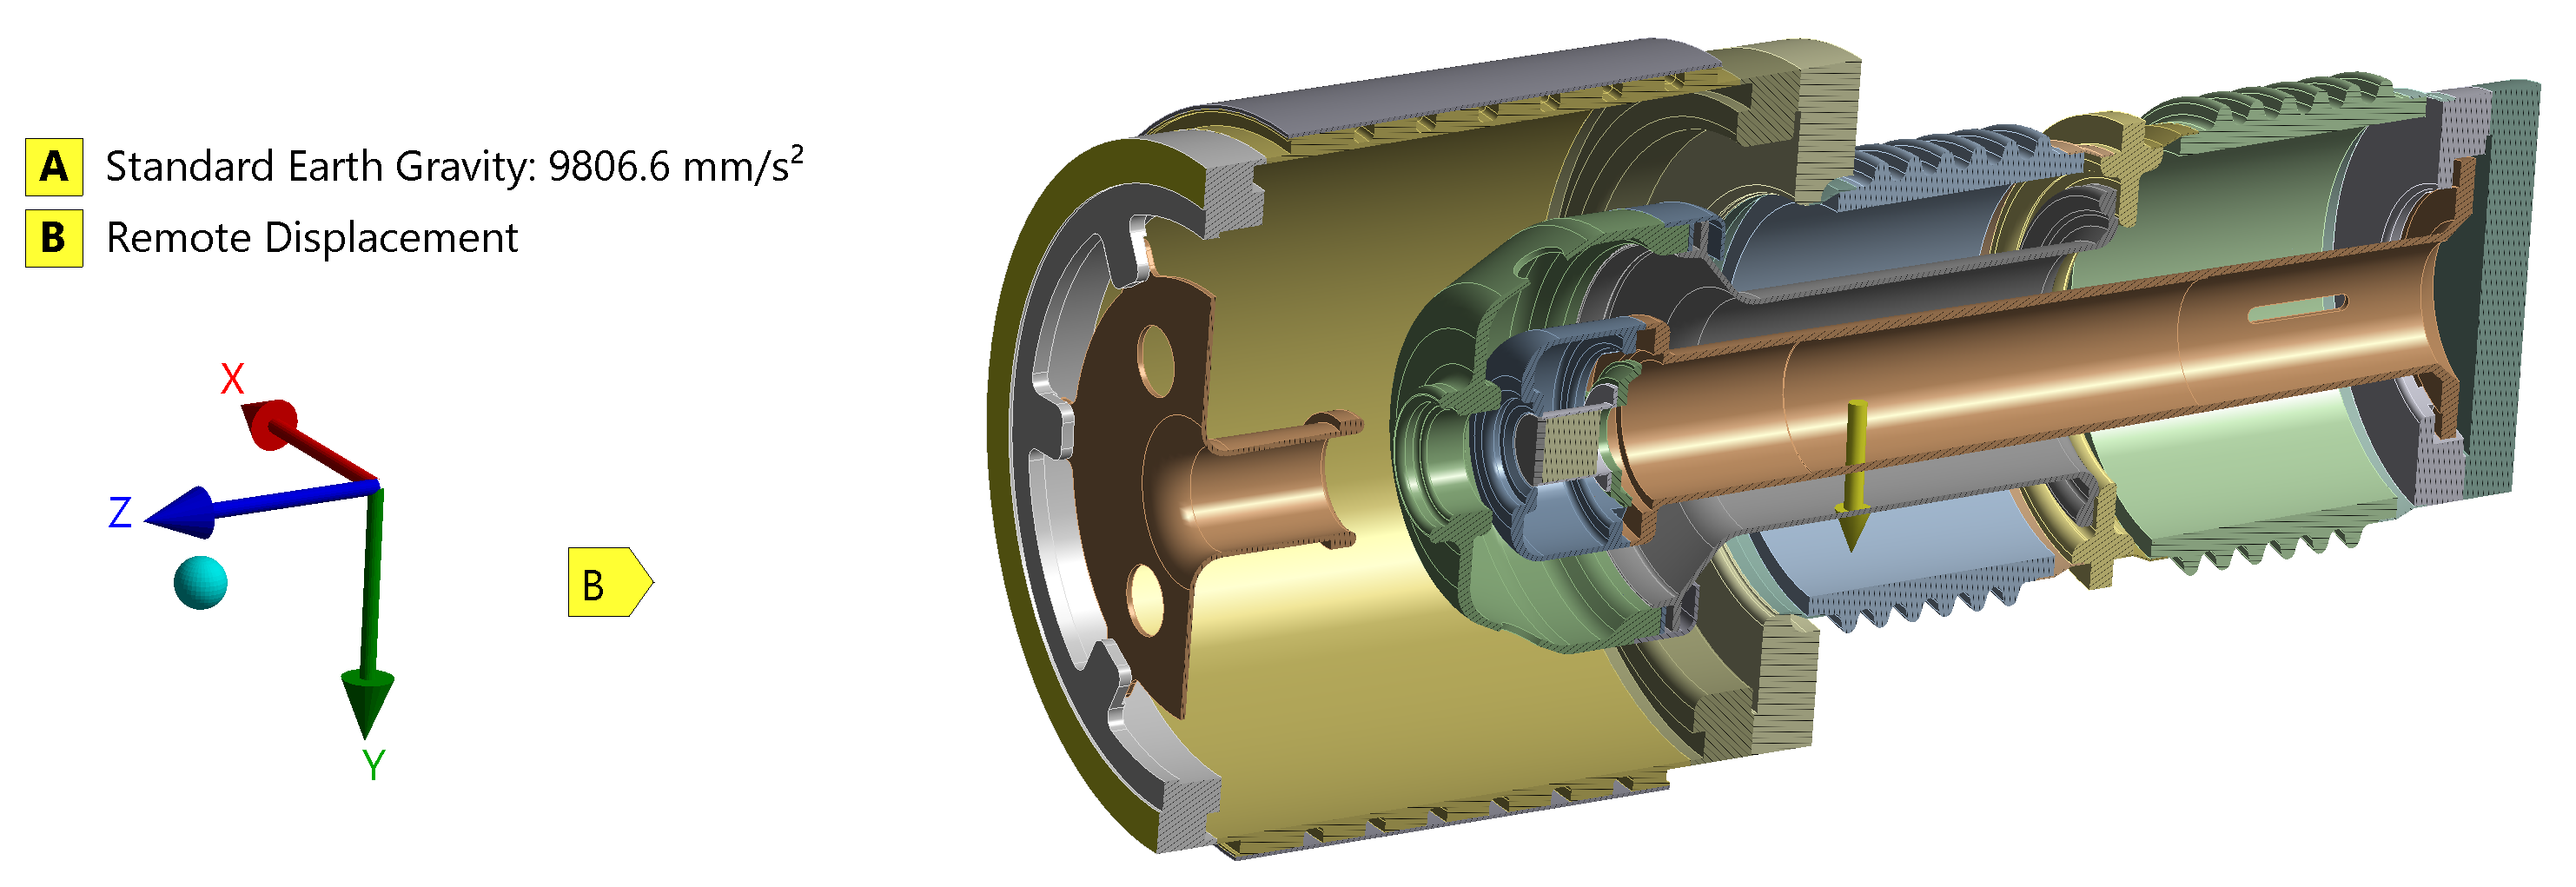 A Standard Earth Gravity: 9806.6 mm/s²
B Remote Displacement
X
Z
B
Y